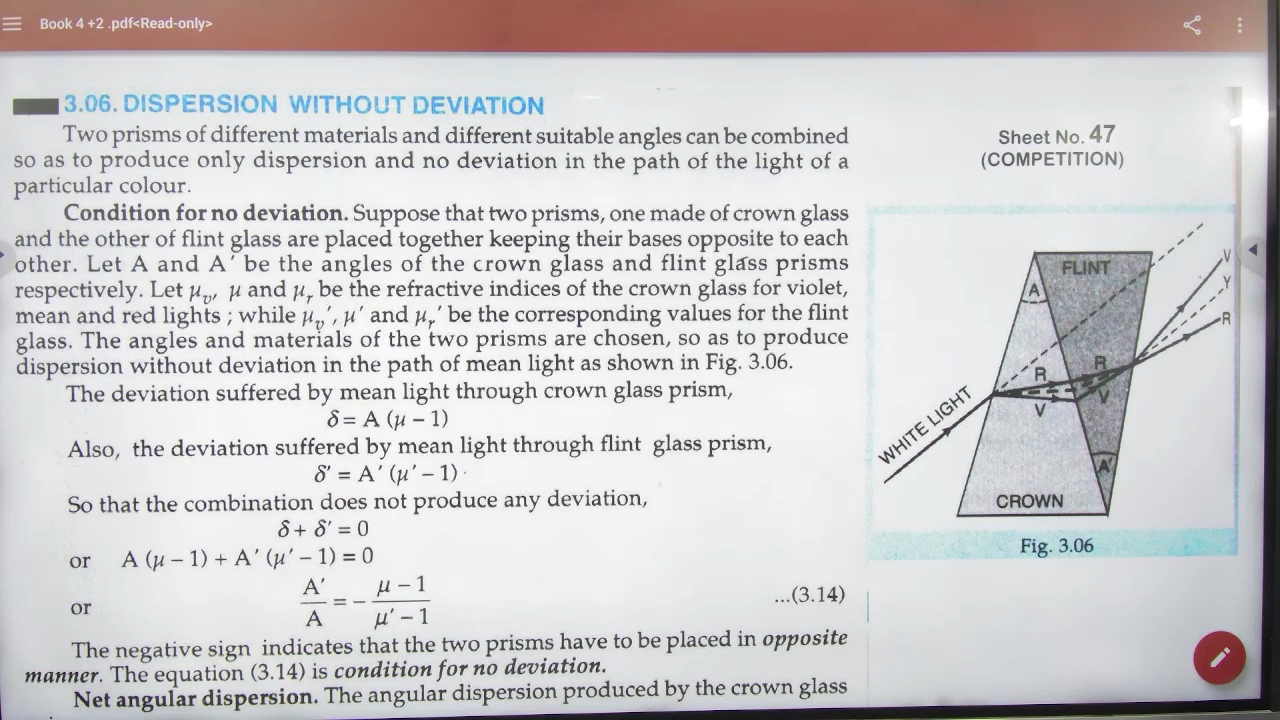 Book 4 +2 .pdf<Read-only>
3.06. DISPERSION WITHOUT DEVIATION
Two prisms of different materials and different suitable angles can be combined
so as to produce only dispersion and no deviation in the path of the light of a
particular colour.
Condition for no deviation. Suppose that two prisms, one made of crown glass
and the other of flint glass are placed together keeping their bases opposite to each
other. Let A and A′ be the angles of the crown glass and flint glass prisms
respectively. Let μᵥ, μ and μᵣ be the refractive indices of the crown glass for violet,
mean and red lights ; while μᵥ′, μ′ and μᵣ′ be the corresponding values for the flint
glass. The angles and materials of the two prisms are chosen, so as to produce
dispersion without deviation in the path of mean light as shown in Fig. 3.06.
The deviation suffered by mean light through crown glass prism,
δ = A (μ − 1)
Also, the deviation suffered by mean light through flint glass prism,
δ′ = A′ (μ′ − 1)
So that the combination does not produce any deviation,
δ + δ′ = 0
or A (μ − 1) + A′ (μ′ − 1) = 0
or A′/A = − (μ − 1)/(μ′ − 1) ...(3.14)
The negative sign indicates that the two prisms have to be placed in opposite
manner. The equation (3.14) is condition for no deviation.
Net angular dispersion. The angular dispersion produced by the crown glass
Sheet No. 47
(COMPETITION)
FLINT
A
V
Y
R
R
R
V
V
WHITE LIGHT
A′
CROWN
Fig. 3.06